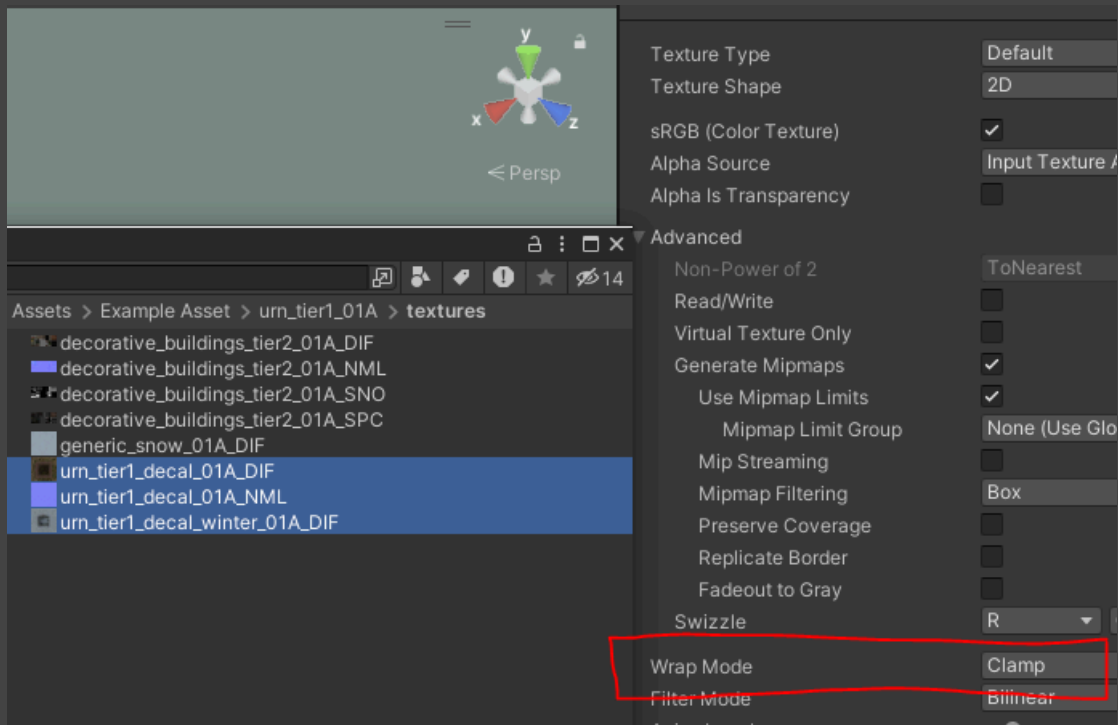 y
x
z
Persp
14
Assets > Example Asset > urn_tier1_01A > textures
decorative_buildings_tier2_01A_DIF
decorative_buildings_tier2_01A_NML
decorative_buildings_tier2_01A_SNO
decorative_buildings_tier2_01A_SPC
generic_snow_01A_DIF
urn_tier1_decal_01A_DIF
urn_tier1_decal_01A_NML
urn_tier1_decal_winter_01A_DIF
Texture Type Default
Texture Shape 2D
sRGB (Color Texture)
Alpha Source Input Texture A
Alpha Is Transparency
Advanced
Non-Power of 2 ToNearest
Read/Write
Virtual Texture Only
Generate Mipmaps
Use Mipmap Limits
Mipmap Limit Group None (Use Glo
Mip Streaming
Mipmap Filtering Box
Preserve Coverage
Replicate Border
Fadeout to Gray
Swizzle R
Wrap Mode Clamp
Filter Mode Bilinear